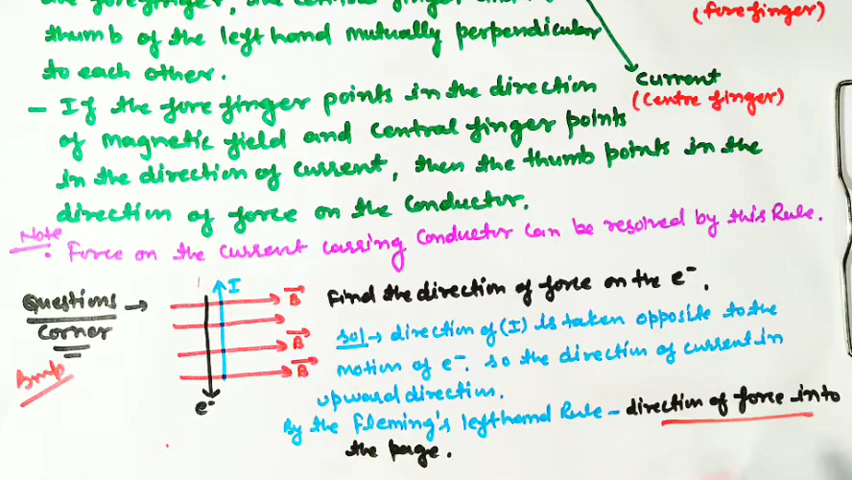 thumb of the left hand mutually perpendicular
to each other.
(forefinger)
current
(centre finger)
- If the fore finger points in the direction
of magnetic field and central finger points
in the direction of current, then the thumb points in the
direction of force on the conductor.
Note
• Force on the current carrying conductor can be resolved by this Rule.
Questions
Corner
Imp
I
B
B
B
e-
Find the direction of force on the e-.
Sol → direction of (I) is taken opposite to the
motion of e-. so the direction of current in
upward direction.
By the Fleming's lefthand Rule - direction of force into
the page.